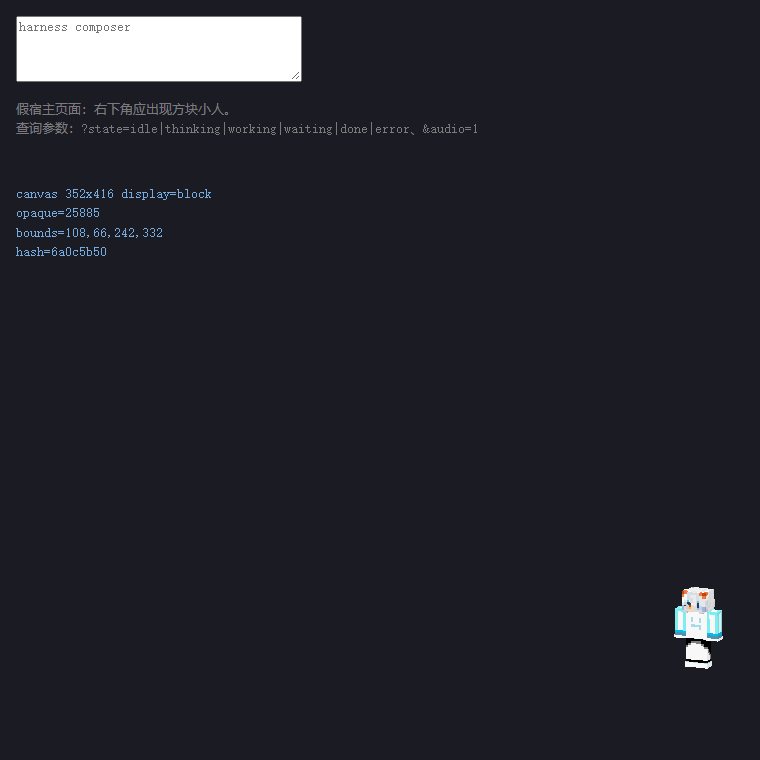 harness composer
假宿主页面: 右下角应出现方块小人。
查询参数: ?state=idle|thinking|working|waiting|done|error、&audio=1
canvas 352x416 display=block
opaque=25885
bounds=108,66,242,332
hash=6a0c5b50